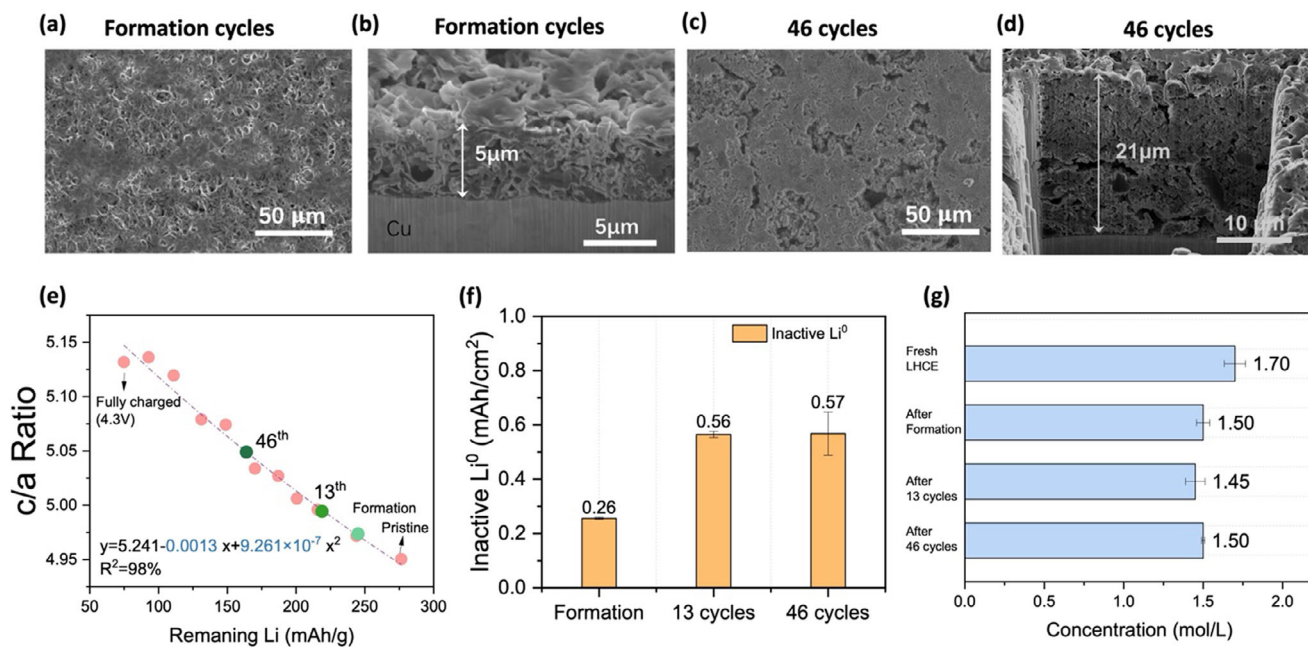 (a) Formation cycles
50 µm
(b) Formation cycles
5µm
Cu
5µm
(c) 46 cycles
50 µm
(d) 46 cycles
21µm
10 µm
(e)
c/a Ratio
5.15
5.10
5.05
5.00
4.95
Fully charged
(4.3V)
46th
13th
Formation
Pristine
y=5.241-0.0013 x+9.261×10⁻⁷ x²
R²=98%
50 100 150 200 250 300
Remaning Li (mAh/g)
(f)
Inactive Li⁰ (mAh/cm²)
1.0
0.8
0.6
0.4
0.2
0.0
Inactive Li⁰
0.26
0.56
0.57
Formation 13 cycles 46 cycles
(g)
Fresh
LHCE
1.70
After
Formation
1.50
After
13 cycles
1.45
After
46 cycles
1.50
0.0 0.5 1.0 1.5 2.0
Concentration (mol/L)